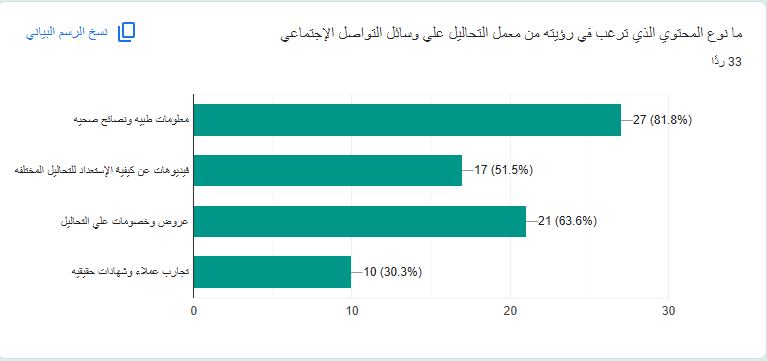 ما نوع المحتوي الذي ترغب في رؤيته من معمل التحاليل علي وسائل التواصل الإجتماعي
نسخ الرسم البياني
33 ردًا
معلومات طبيه ونصائح صحيه
27 (81.8%)
فيديوهات عن كيفية الإستعداد للتحاليل المختلفه
17 (51.5%)
عروض وخصومات علي التحاليل
21 (63.6%)
تجارب عملاء وشهادات حقيقيه
10 (30.3%)
0 10 20 30